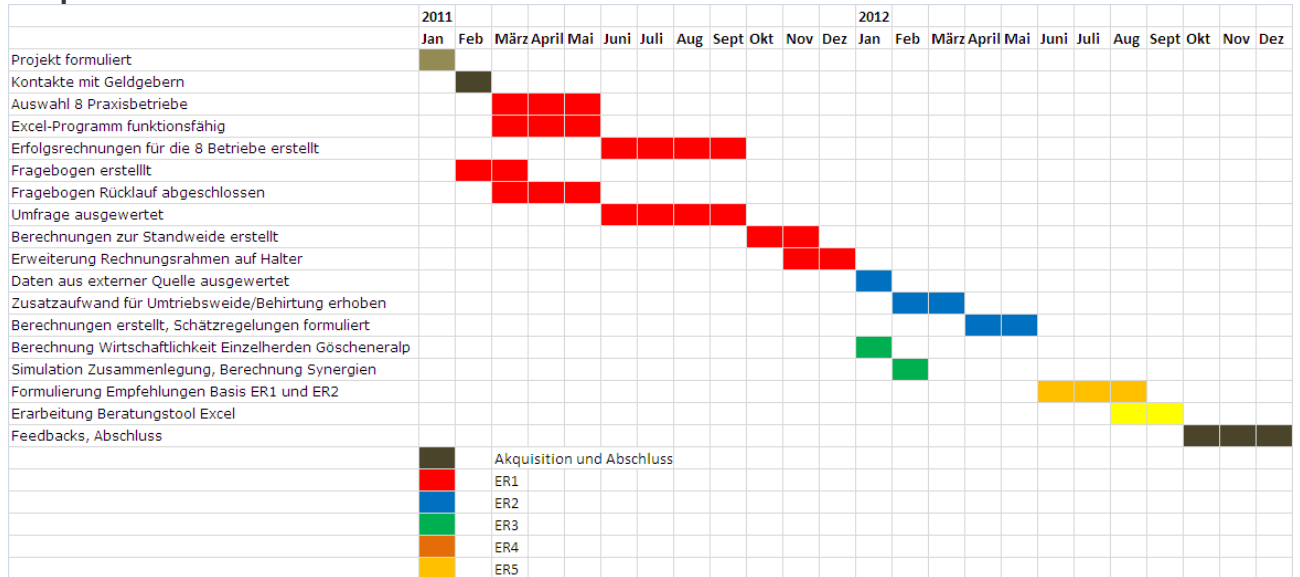 2011 2012
Jan Feb März April Mai Juni Juli Aug Sept Okt Nov Dez Jan Feb März April Mai Juni Juli Aug Sept Okt Nov Dez
Projekt formuliert
Kontakte mit Geldgebern
Auswahl 8 Praxisbetriebe
Excel-Programm funktionsfähig
Erfolgsrechnungen für die 8 Betriebe erstellt
Fragebogen erstelllt
Fragebogen Rücklauf abgeschlossen
Umfrage ausgewertet
Berechnungen zur Standweide erstellt
Erweiterung Rechnungsrahmen auf Halter
Daten aus externer Quelle ausgewertet
Zusatzaufwand für Umtriebsweide/Behirtung erhoben
Berechnungen erstellt, Schätzregelungen formuliert
Berechnung Wirtschaftlichkeit Einzelherden Göscheneralp
Simulation Zusammenlegung, Berechnung Synergien
Formulierung Empfehlungen Basis ER1 und ER2
Erarbeitung Beratungstool Excel
Feedbacks, Abschluss
Akquisition und Abschluss
ER1
ER2
ER3
ER4
ER5